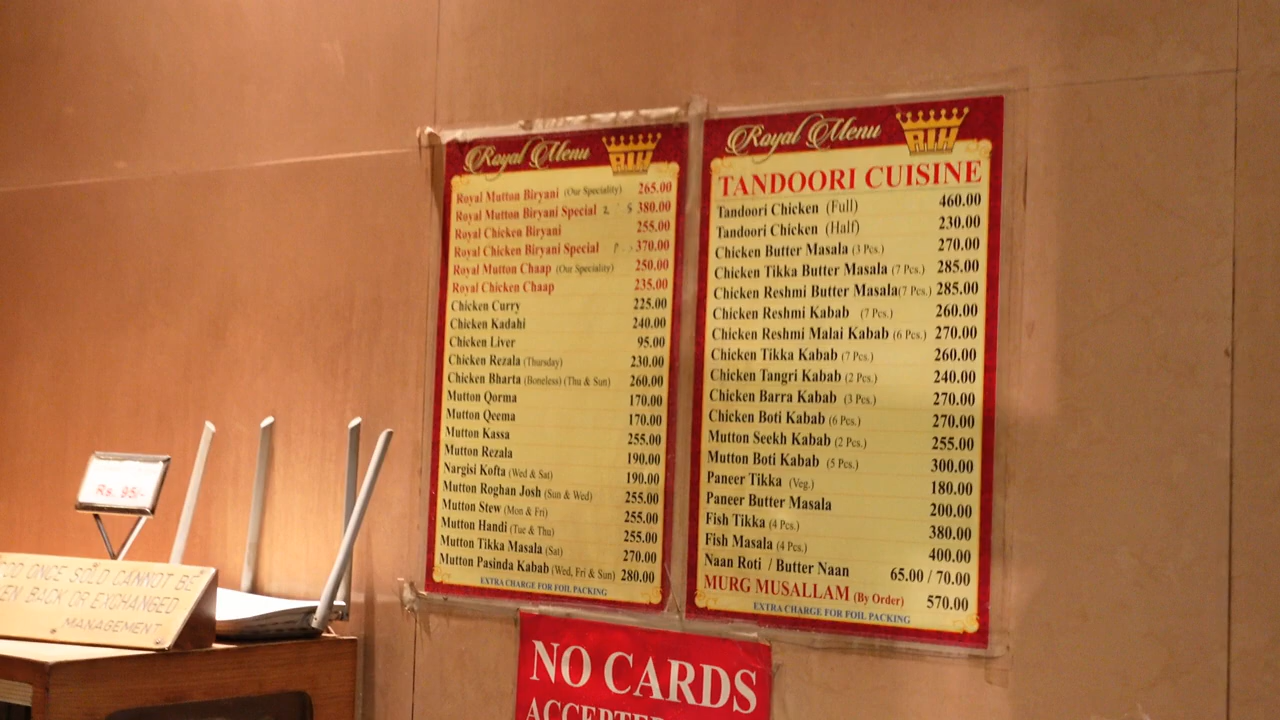 Royal Menu RIH
Royal Mutton Biryani (Our Speciality) 265.00
Royal Mutton Biryani Special 380.00
Royal Chicken Biryani 255.00
Royal Chicken Biryani Special 370.00
Royal Mutton Chaap (Our Speciality) 250.00
Royal Chicken Chaap 235.00
Chicken Curry 225.00
Chicken Kadahi 240.00
Chicken Liver 95.00
Chicken Rezala (Thursday) 230.00
Chicken Bharta (Boneless) (Thu & Sun) 260.00
Mutton Qorma 170.00
Mutton Qeema 170.00
Mutton Kassa 255.00
Mutton Rezala 190.00
Nargisi Kofta (Wed & Sat) 190.00
Mutton Roghan Josh (Sun & Wed) 255.00
Mutton Stew (Mon & Fri) 255.00
Mutton Handi (Tue & Thu) 255.00
Mutton Tikka Masala (Sat) 270.00
Mutton Pasinda Kabab (Wed, Fri & Sun) 280.00
EXTRA CHARGE FOR FOIL PACKING
Royal Menu RIH
TANDOORI CUISINE
Tandoori Chicken (Full) 460.00
Tandoori Chicken (Half) 230.00
Chicken Butter Masala (3 Pcs.) 270.00
Chicken Tikka Butter Masala (7 Pcs.) 285.00
Chicken Reshmi Butter Masala (7 Pcs.) 285.00
Chicken Reshmi Kabab (7 Pcs.) 260.00
Chicken Reshmi Malai Kabab (6 Pcs.) 270.00
Chicken Tikka Kabab (7 Pcs.) 260.00
Chicken Tangri Kabab (2 Pcs.) 240.00
Chicken Barra Kabab (3 Pcs.) 270.00
Chicken Boti Kabab (6 Pcs.) 270.00
Mutton Seekh Kabab (2 Pcs.) 255.00
Mutton Boti Kabab (5 Pcs.) 300.00
Paneer Tikka (Veg.) 180.00
Paneer Butter Masala 200.00
Fish Tikka (4 Pcs.) 380.00
Fish Masala (4 Pcs.) 400.00
Naan Roti / Butter Naan 65.00 / 70.00
MURG MUSALLAM (By Order) 570.00
EXTRA CHARGE FOR FOIL PACKING
Rs. 95/-
ONCE SOLD CANNOT BE
BACK OR EXCHANGED
MANAGEMENT
NO CARDS
ACCEPTED